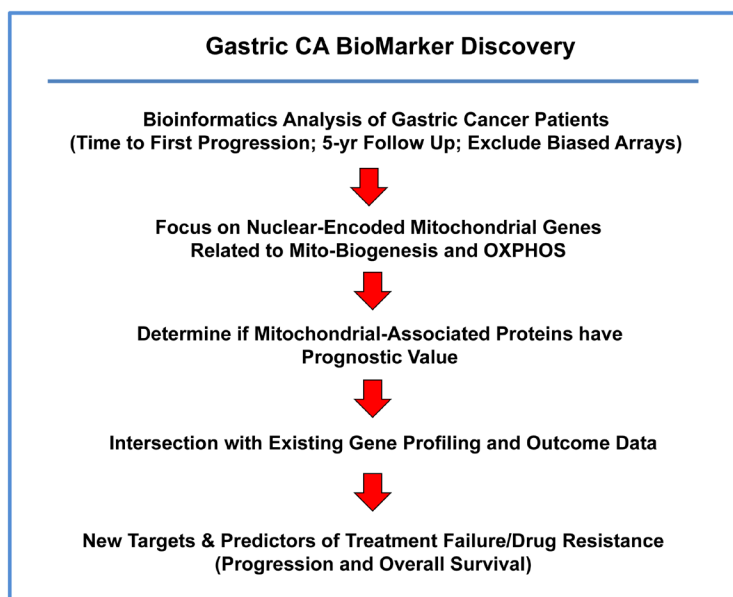 Gastric CA BioMarker Discovery
Bioinformatics Analysis of Gastric Cancer Patients
(Time to First Progression; 5-yr Follow Up; Exclude Biased Arrays)
Focus on Nuclear-Encoded Mitochondrial Genes
Related to Mito-Biogenesis and OXPHOS
Determine if Mitochondrial-Associated Proteins have
Prognostic Value
Intersection with Existing Gene Profiling and Outcome Data
New Targets & Predictors of Treatment Failure/Drug Resistance
(Progression and Overall Survival)